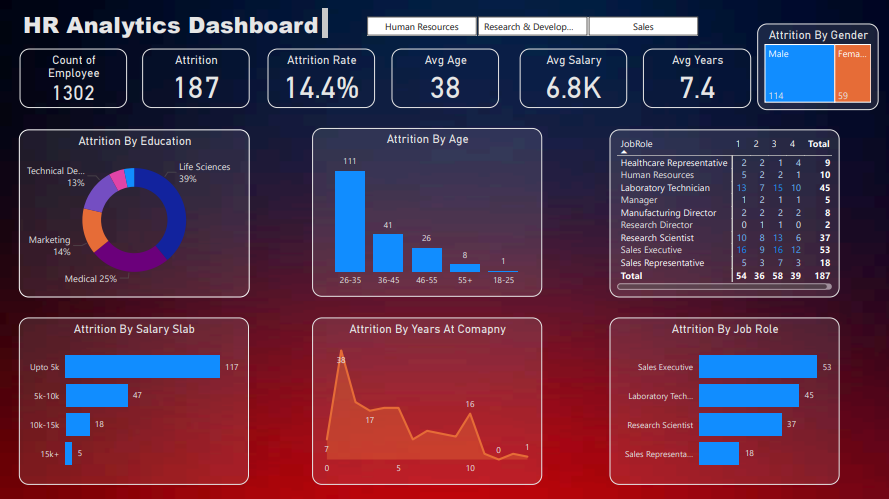 HR Analytics Dashboard
Human Resources
Research & Develop...
Sales
Count of
Employee
1302
Attrition
187
Attrition Rate
14.4%
Avg Age
38
Avg Salary
6.8K
Avg Years
7.4
Attrition By Gender
Male
Fema...
114
59
Attrition By Education
Technical De...
13%
Life Sciences
39%
Marketing
14%
Medical 25%
Attrition By Age
111
41
26
8
1
26-35 36-45 46-55 55+ 18-25
JobRole 1 2 3 4 Total
Healthcare Representative 2 2 1 4 9
Human Resources 5 2 2 1 10
Laboratory Technician 13 7 15 10 45
Manager 1 2 1 1 5
Manufacturing Director 2 2 2 2 8
Research Director 0 1 1 0 2
Research Scientist 10 8 13 6 37
Sales Executive 16 9 16 12 53
Sales Representative 5 3 7 3 18
Total 54 36 58 39 187
Attrition By Salary Slab
Upto 5k 117
5k-10k 47
10k-15k 18
15k+ 5
Attrition By Years At Comapny
38
16
17
7
0
1
0 5 10
Attrition By Job Role
Sales Executive 53
Laboratory Tech... 45
Research Scientist 37
Sales Representa... 18